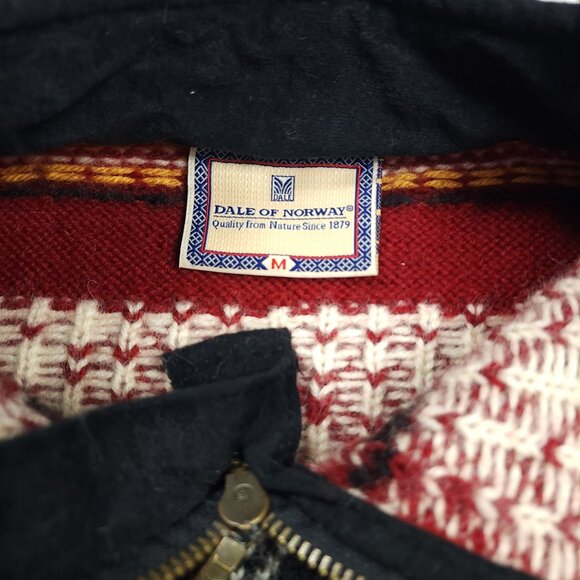 DALE
DALE OF NORWAY®
Quality from Nature Since 1879
M